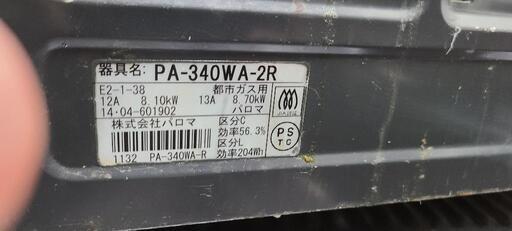 器具名: PA-340WA-2R
E2-1-38 都市ガス用
12A 8.10kW 13A 8.70kW
14・04-601902 パロマ
株式会社パロマ 区分C
効率56.3%
区分L
1132 PA-340WA-R 効率204Wh
PS
TG